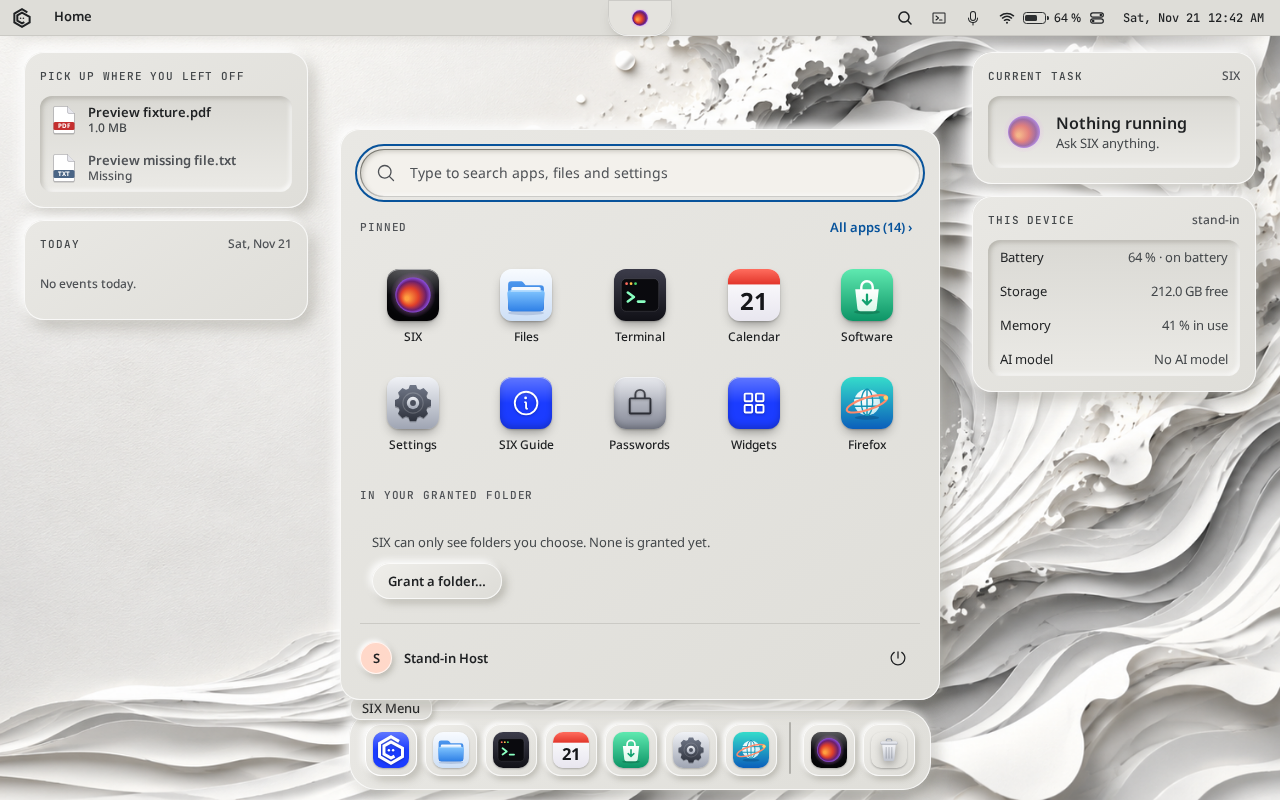 Home
64 %
Sat, Nov 21 12:42 AM
PICK UP WHERE YOU LEFT OFF
PDF
Preview fixture.pdf
1.0 MB
TXT
Preview missing file.txt
Missing
TODAY
Sat, Nov 21
No events today.
Type to search apps, files and settings
PINNED
All apps (14) ›
21
SIX
Files
Terminal
Calendar
Software
Settings
SIX Guide
Passwords
Widgets
Firefox
IN YOUR GRANTED FOLDER
SIX can only see folders you choose. None is granted yet.
Grant a folder...
S
Stand-in Host
SIX Menu
21
CURRENT TASK
SIX
Nothing running
Ask SIX anything.
THIS DEVICE
stand-in
Battery
64 % · on battery
Storage
212.0 GB free
Memory
41 % in use
AI model
No AI model